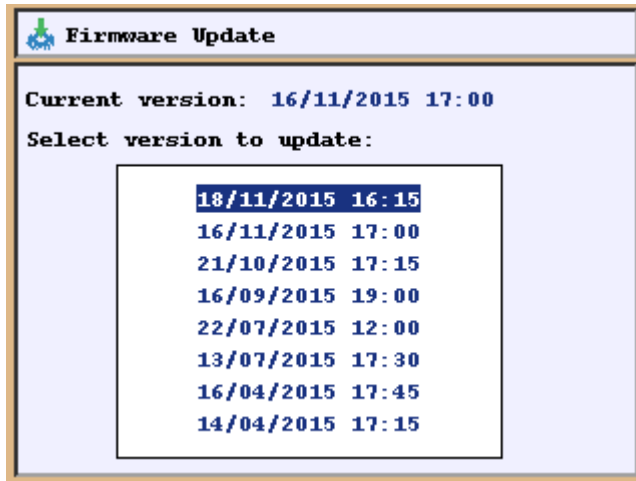 Firmware Update
Current version: 16/11/2015 17:00
Select version to update:
18/11/2015 16:15
16/11/2015 17:00
21/10/2015 17:15
16/09/2015 19:00
22/07/2015 12:00
13/07/2015 17:30
16/04/2015 17:45
14/04/2015 17:15